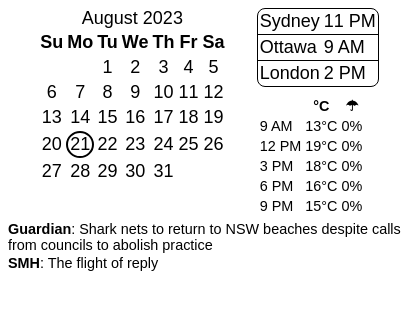 August 2023
Su Mo Tu We Th Fr Sa
1 2 3 4 5
6 7 8 9 10 11 12
13 14 15 16 17 18 19
20 21 22 23 24 25 26
27 28 29 30 31
Sydney 11 PM
Ottawa 9 AM
London 2 PM
°C ☂
9 AM 13°C 0%
12 PM 19°C 0%
3 PM 18°C 0%
6 PM 16°C 0%
9 PM 15°C 0%
Guardian: Shark nets to return to NSW beaches despite calls
from councils to abolish practice
SMH: The flight of reply